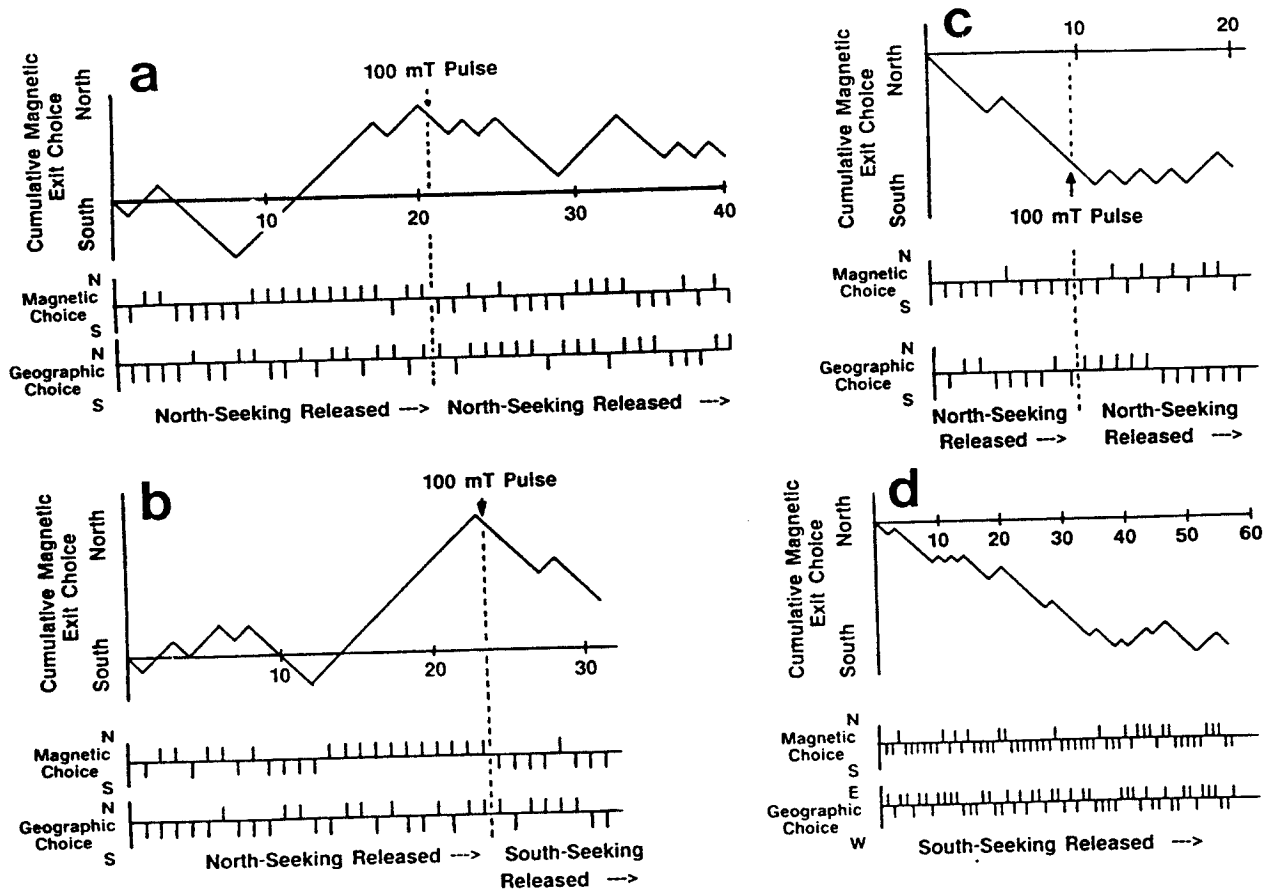 a
100 mT Pulse
Cumulative Magnetic
Exit Choice
South North
10 20 30 40
N
Magnetic
Choice
S
N
Geographic
Choice
S
North-Seeking Released ---> North-Seeking Released --->
b
100 mT Pulse
Cumulative Magnetic
Exit Choice
South North
10 20 30
N
Magnetic
Choice
S
N
Geographic
Choice
S
North-Seeking Released ---> South-Seeking
Released --->
c
10 20
Cumulative Magnetic
Exit Choice
South North
100 mT Pulse
N
Magnetic
Choice
S
N
Geographic
Choice
S
North-Seeking North-Seeking
Released ---> Released --->
d
Cumulative Magnetic
Exit Choice
South North
10 20 30 40 50 60
N
Magnetic
Choice
S
E
Geographic
Choice
W
South-Seeking Released --->